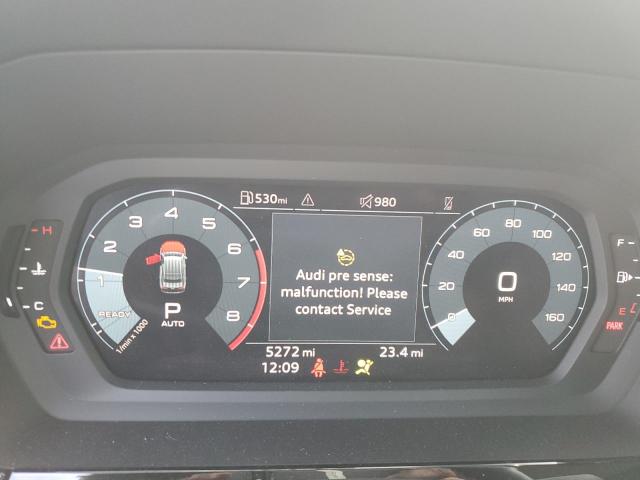 530mi 980
H
C
1 2 3 4 5 6 7 8
READY
1/min x 1000
P
AUTO
Audi pre sense:
malfunction! Please
contact Service
0 20 40 60 80 100 120 140 160
0
MPH
F
E
PARK
5272 mi 23.4 mi
12:09